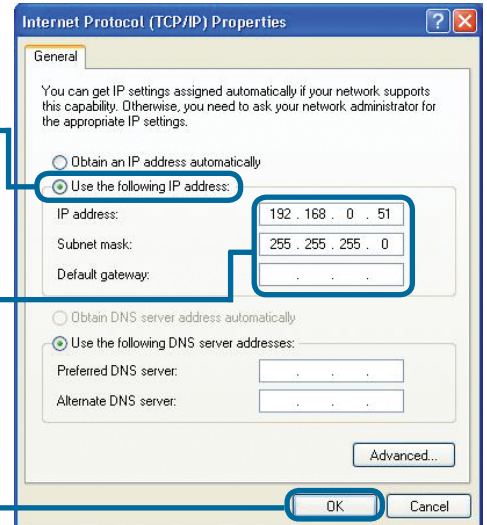 Internet Protocol (TCP/IP) Properties
General
You can get IP settings assigned automatically if your network supports
this capability. Otherwise, you need to ask your network administrator for
the appropriate IP settings.
Obtain an IP address automatically
Use the following IP address:
IP address: 192 . 168 . 0 . 51
Subnet mask: 255 . 255 . 255 . 0
Default gateway: . . .
Obtain DNS server address automatically
Use the following DNS server addresses:
Preferred DNS server: . . .
Alternate DNS server: . . .
Advanced...
OK Cancel